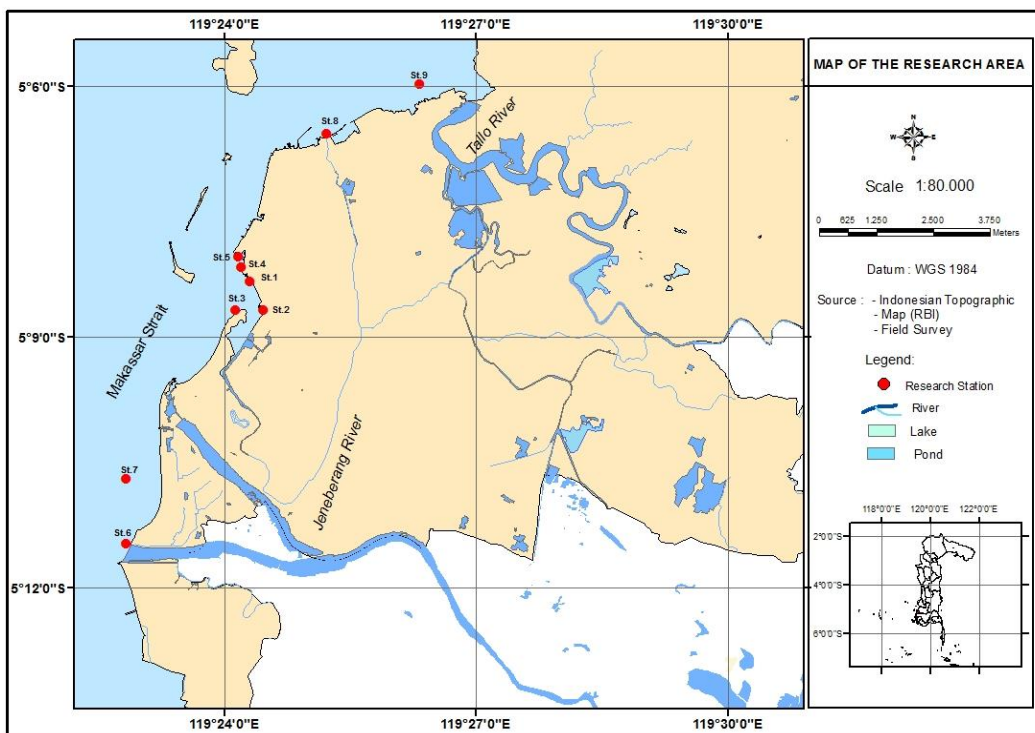 119°24'0"E 119°27'0"E 119°30'0"E
5°6'0"S
5°9'0"S
5°12'0"S
St.9
St.8
Tallo River
St.5
St.4
St.1
St.3
St.2
Makassar Strait
Jeneberang River
St.7
St.6
119°24'0"E 119°27'0"E 119°30'0"E
MAP OF THE RESEARCH AREA
N
W E
S
Scale 1:80.000
0 625 1.250 2.500 3.750
Meters
Datum : WGS 1984
Source : - Indonesian Topographic
- Map (RBI)
- Field Survey
Legend:
Research Station
River
Lake
Pond
118°0'0"E 120°0'0"E 122°0'0"E
2°0'0"S
4°0'0"S
6°0'0"S